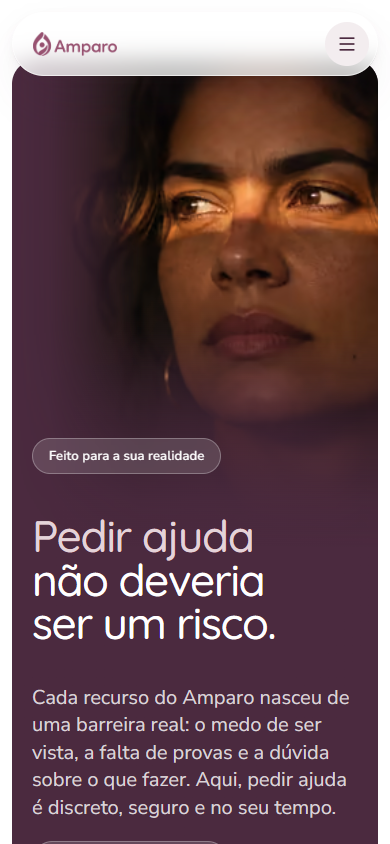 Amparo
Feito para a sua realidade
Pedir ajuda
não deveria
ser um risco.
Cada recurso do Amparo nasceu de
uma barreira real: o medo de ser
vista, a falta de provas e a dúvida
sobre o que fazer. Aqui, pedir ajuda
é discreto, seguro e no seu tempo.